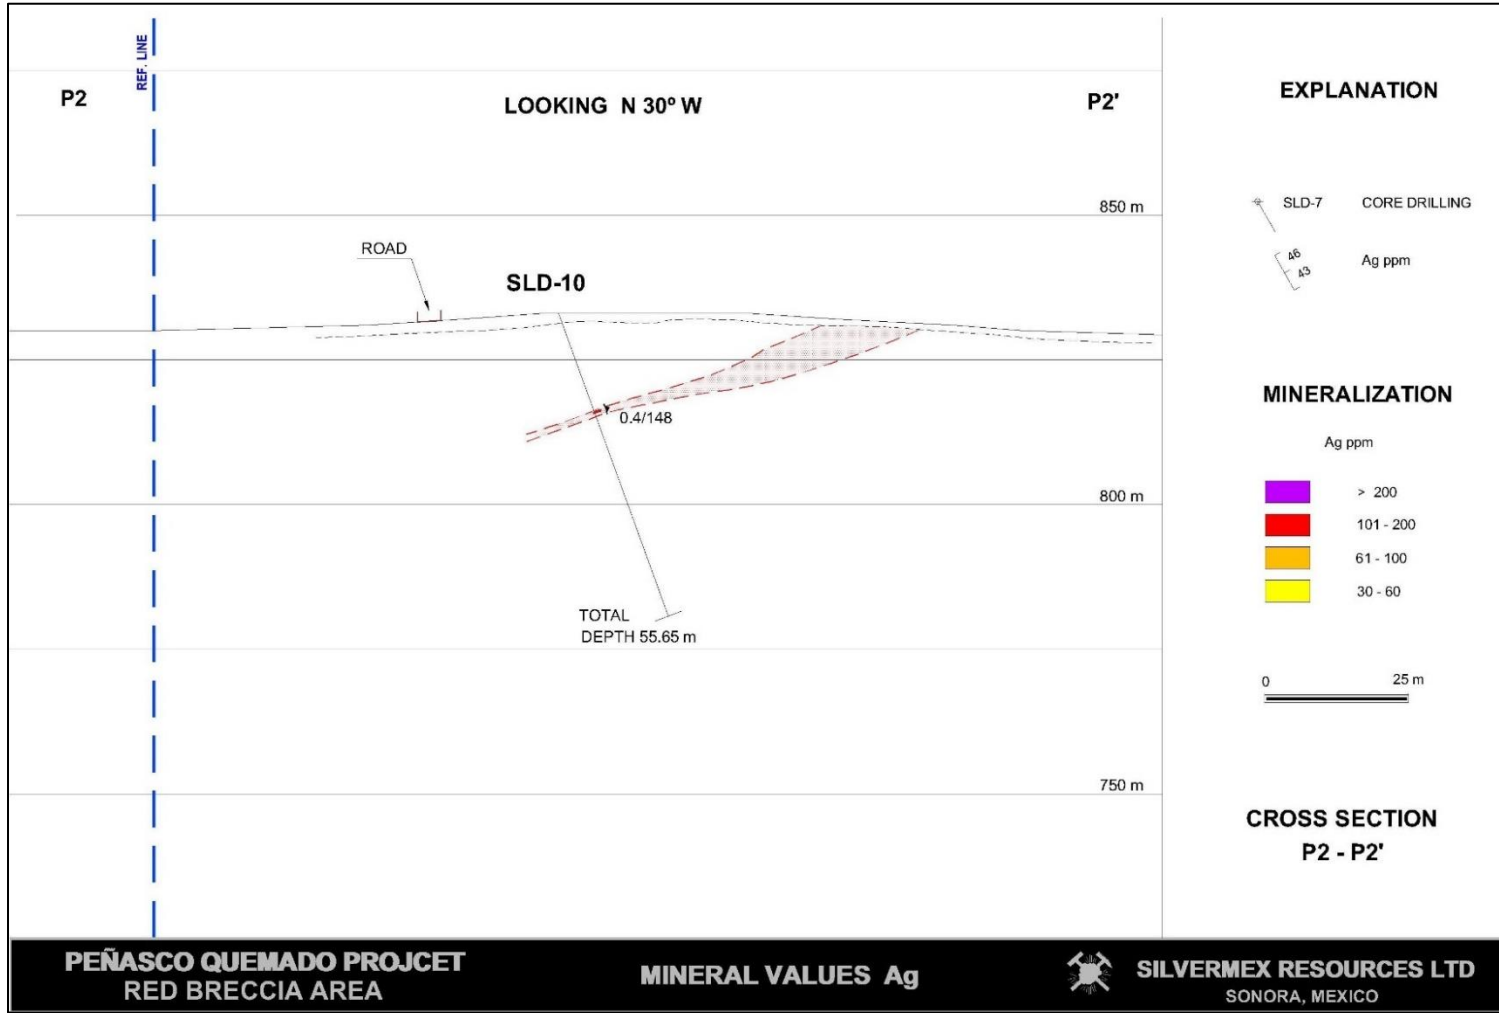 REF. LINE
P2
LOOKING N 30º W
P2'
850 m
ROAD
SLD-10
0.4/148
800 m
TOTAL
DEPTH 55.65 m
750 m
EXPLANATION
SLD-7 CORE DRILLING
46
43
Ag ppm
MINERALIZATION
Ag ppm
> 200
101 - 200
61 - 100
30 - 60
0 25 m
CROSS SECTION
P2 - P2'
PEÑASCO QUEMADO PROJCET
RED BRECCIA AREA
MINERAL VALUES Ag
SILVERMEX RESOURCES LTD
SONORA, MEXICO